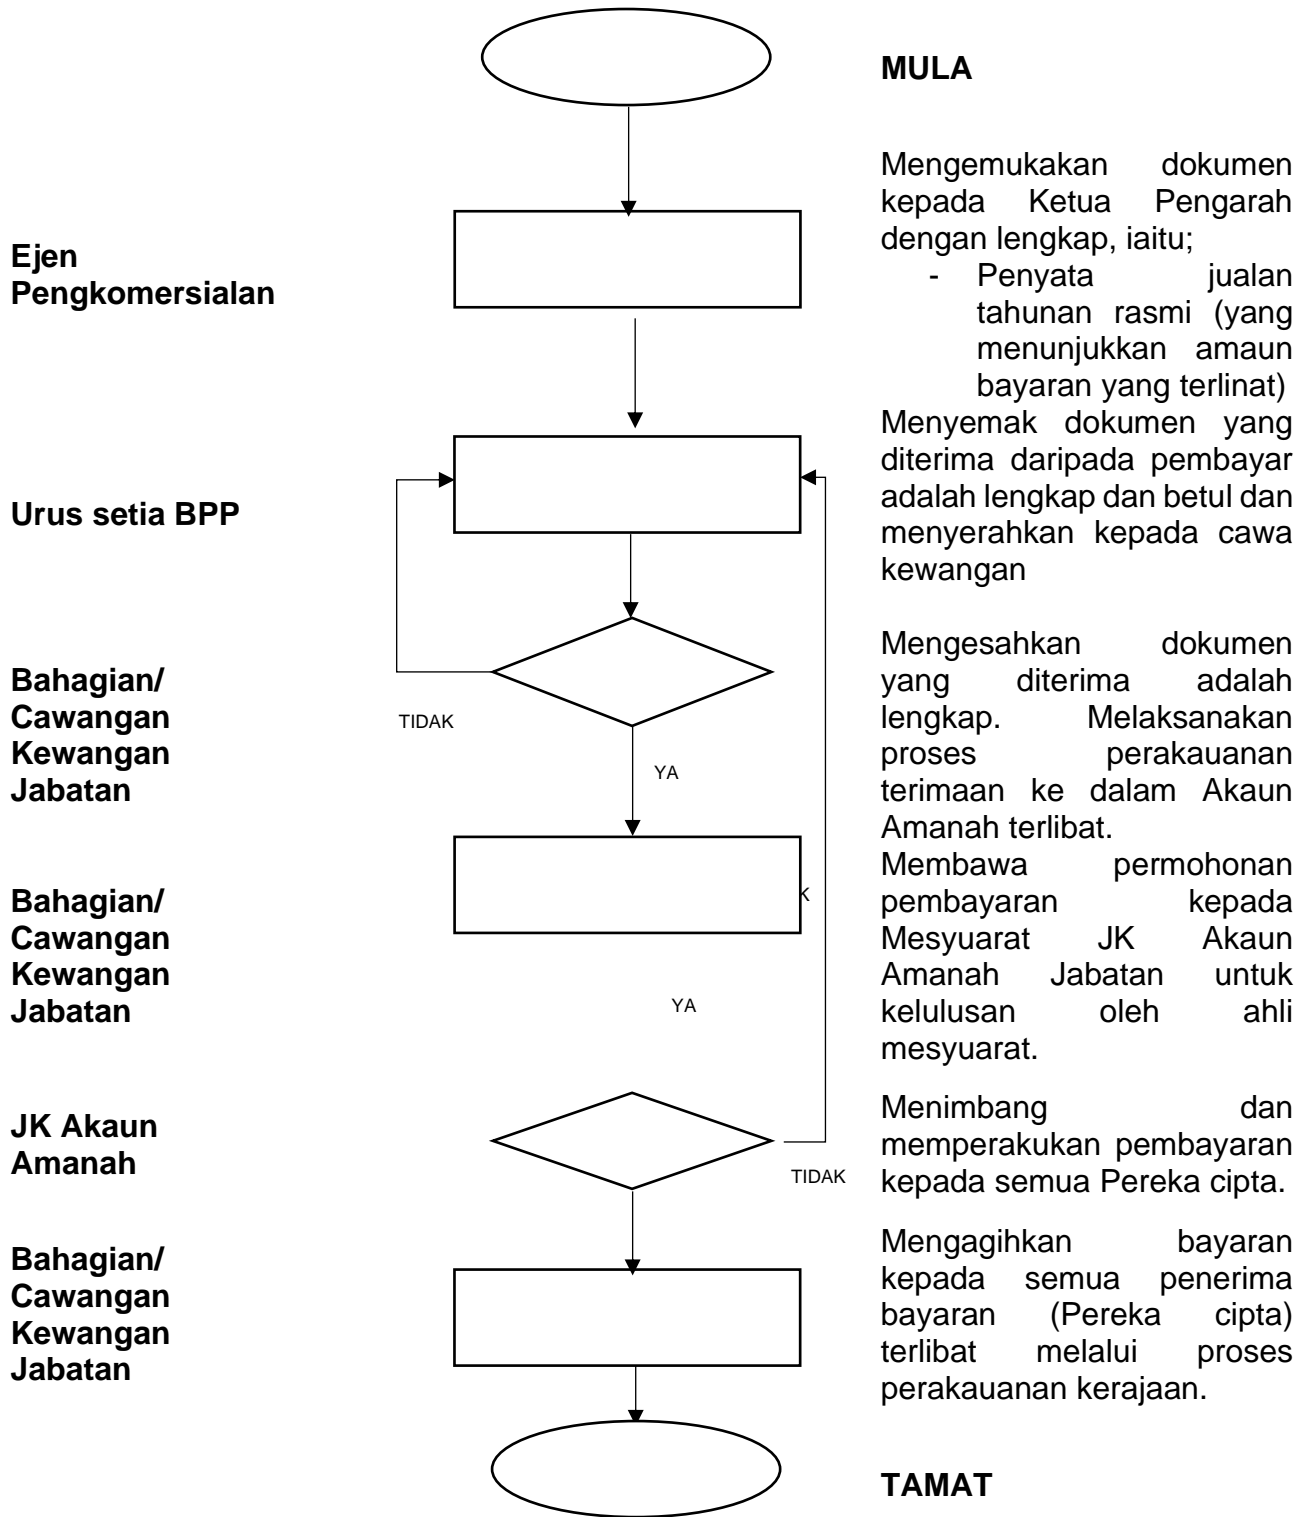 MULA
Ejen
Pengkomersialan
Mengemukakan dokumen
kepada Ketua Pengarah
dengan lengkap, iaitu;
- Penyata jualan
tahunan rasmi (yang
menunjukkan amaun
bayaran yang terlinat)
Urus setia BPP
Menyemak dokumen yang
diterima daripada pembayar
adalah lengkap dan betul dan
menyerahkan kepada cawa
kewangan
Bahagian/
Cawangan
Kewangan
Jabatan
TIDAK
YA
Mengesahkan dokumen
yang diterima adalah
lengkap. Melaksanakan
proses perakauanan
terimaan ke dalam Akaun
Amanah terlibat.
Bahagian/
Cawangan
Kewangan
Jabatan
K
YA
Membawa permohonan
pembayaran kepada
Mesyuarat JK Akaun
Amanah Jabatan untuk
kelulusan oleh ahli
mesyuarat.
JK Akaun
Amanah
TIDAK
Menimbang dan
memperakukan pembayaran
kepada semua Pereka cipta.
Bahagian/
Cawangan
Kewangan
Jabatan
Mengagihkan bayaran
kepada semua penerima
bayaran (Pereka cipta)
terlibat melalui proses
perakauanan kerajaan.
TAMAT